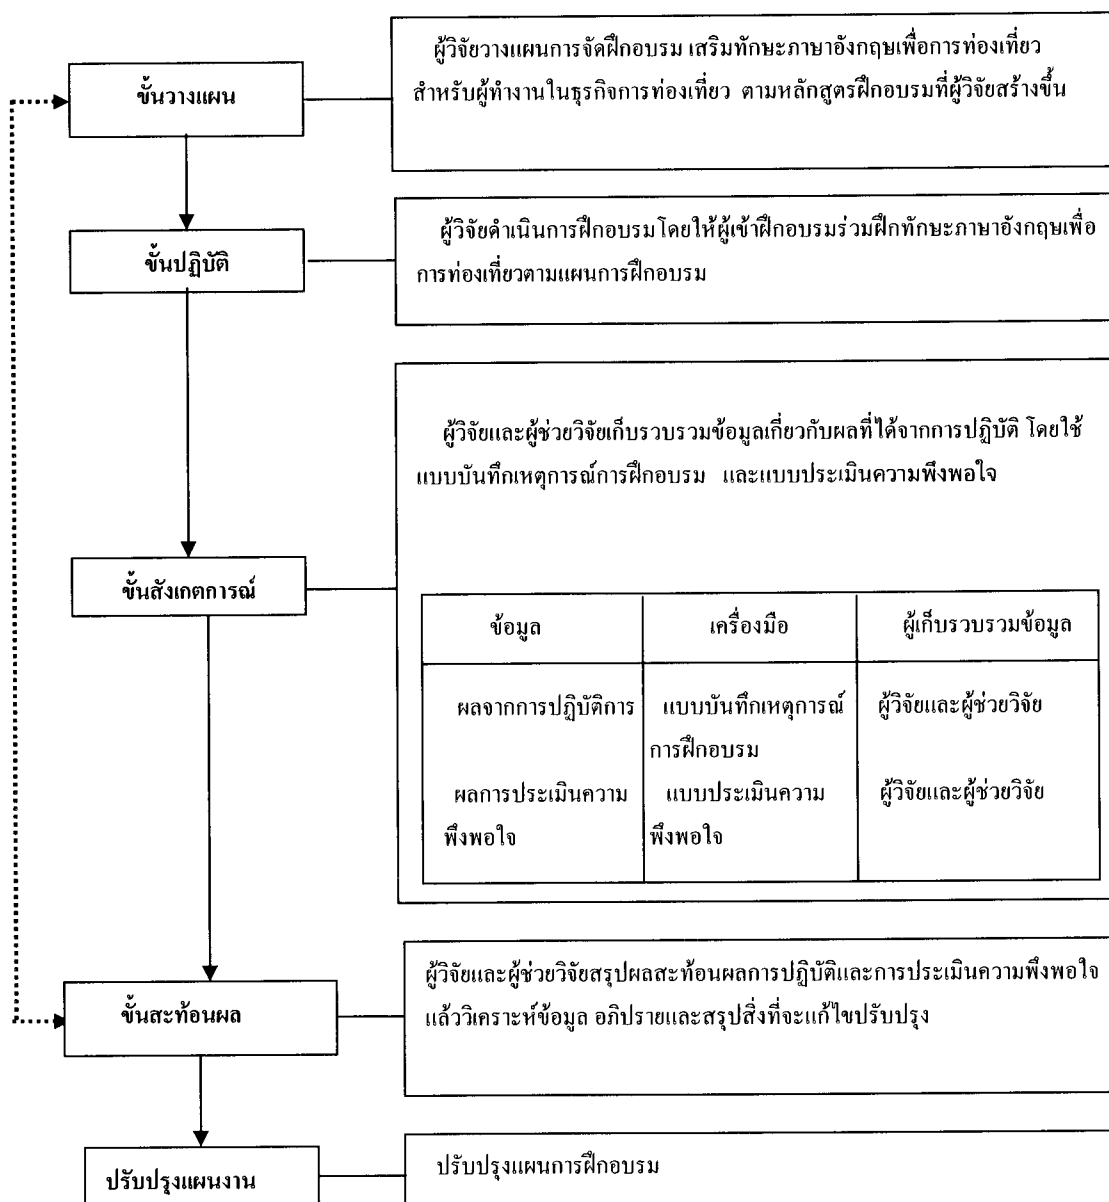 ขั้นวางแผน
ผู้วิจัยวางแผนการจัดฝึกอบรม เสริมทักษะภาษาอังกฤษเพื่อการท่องเที่ยว
สำหรับผู้ทำงานในธุรกิจการท่องเที่ยว ตามหลักสูตรฝึกอบรมที่ผู้วิจัยสร้างขึ้น
ขั้นปฏิบัติ
ผู้วิจัยดำเนินการฝึกอบรมโดยให้ผู้เข้าฝึกอบรมร่วมฝึกทักษะภาษาอังกฤษเพื่อ
การท่องเที่ยวตามแผนการฝึกอบรม
ขั้นสังเกตการณ์
ผู้วิจัยและผู้ช่วยวิจัยเก็บรวบรวมข้อมูลเกี่ยวกับผลที่ได้จากการปฏิบัติ โดยใช้
แบบบันทึกเหตุการณ์การฝึกอบรม และแบบประเมินความพึงพอใจ
ข้อมูล เครื่องมือ ผู้เก็บรวบรวมข้อมูล
ผลจากการปฏิบัติการ แบบบันทึกเหตุการณ์ ผู้วิจัยและผู้ช่วยวิจัย
การฝึกอบรม
ผลการประเมินความ แบบประเมินความ ผู้วิจัยและผู้ช่วยวิจัย
พึงพอใจ พึงพอใจ
ขั้นสะท้อนผล
ผู้วิจัยและผู้ช่วยวิจัยสรุปผลสะท้อนผลการปฏิบัติและการประเมินความพึงพอใจ
แล้ววิเคราะห์ข้อมูล อภิปรายและสรุปสิ่งที่จะแก้ไขปรับปรุง
ปรับปรุงแผนงาน
ปรับปรุงแผนการฝึกอบรม